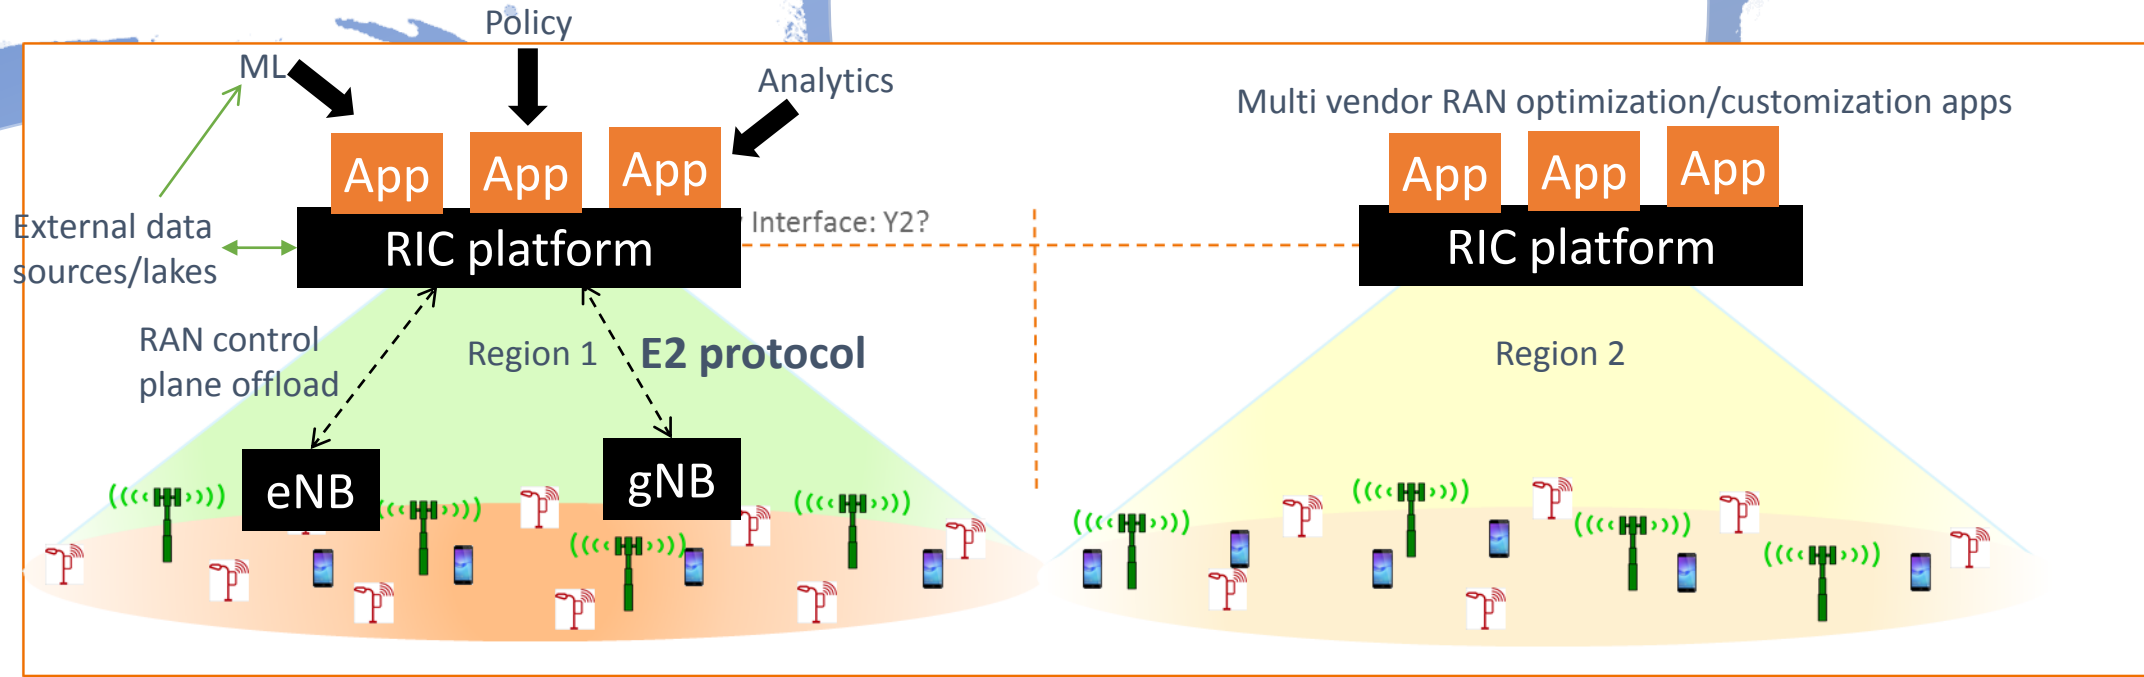 Policy
ML
Analytics
Multi vendor RAN optimization/customization apps
App
App
App
App
App
App
External data
sources/lakes
Interface: Y2?
RIC platform
RIC platform
RAN control
plane offload
Region 1
E2 protocol
Region 2
eNB
gNB